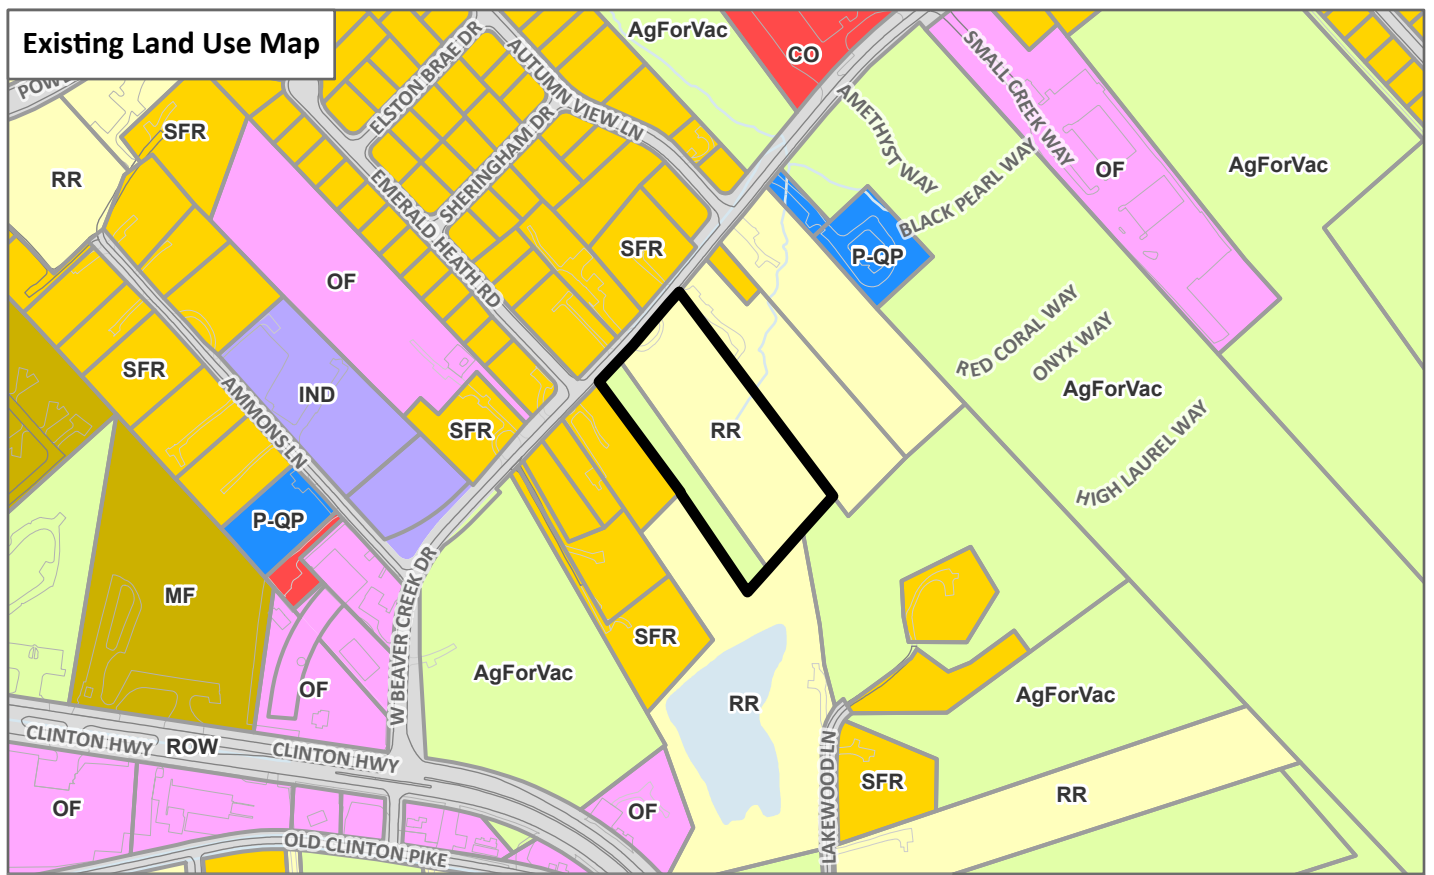 Existing Land Use Map
AgForVac
CO
POW
ELSTON BRAE DR
AUTUMN VIEW LN
SMALL CREEK WAY
AMETHYST WAY
SFR
SHERINGHAM DR
BLACK PEARL WAY
OF
AgForVac
RR
EMERALD HEATH RD
SFR
P-QP
OF
RED CORAL WAY
ONYX WAY
AgForVac
SFR
IND
AMMONS LN
SFR
RR
HIGH LAUREL WAY
P-QP
W BEAVER CREEK DR
MF
SFR
AgForVac
OF
RR
AgForVac
CLINTON HWY
ROW
CLINTON HWY
LAKEWOOD LN
SFR
RR
OF
OF
OLD CLINTON PIKE